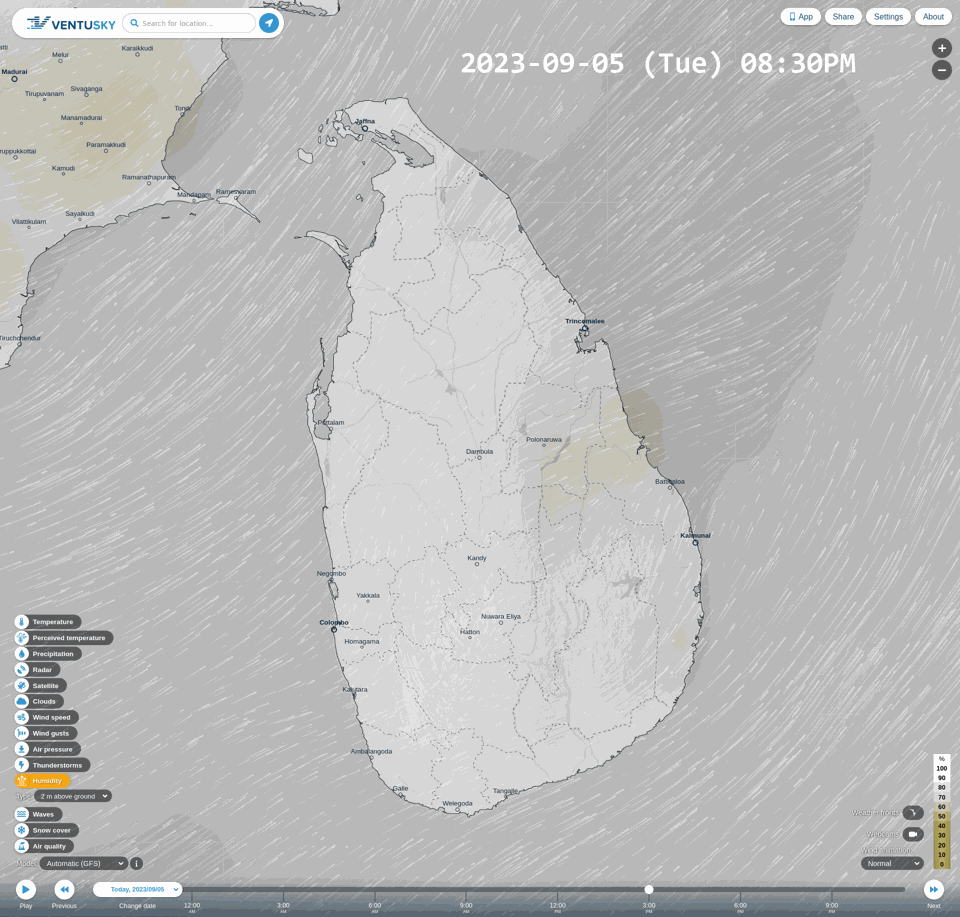 VENTUSKY
Search for location...
App
Share
Settings
About
2023-09-05 (Tue) 08:30PM
Melur
Karaikkudi
Madurai
Tirupuvanam
Sivaganga
Manamadurai
Tondi
Paramakkudi
Kamudi
Ramanathapuram
Mandapam
Rameswaram
Sayalkudi
Vilattikulam
Jaffna
Trincomalee
Puttalam
Dambula
Polonaruwa
Batticaloa
Kalmunai
Kandy
Negombo
Yakkala
Nuwara Eliya
Hatton
Colombo
Homagama
Kalutara
Ambalangoda
Galle
Welegoda
Tangalle
Temperature
Perceived temperature
Precipitation
Radar
Satellite
Clouds
Wind speed
Wind gusts
Air pressure
Thunderstorms
Humidity
Type: 2 m above ground
Waves
Snow cover
Air quality
Model: Automatic (GFS) i
%
100
90
80
70
60
50
40
30
20
10
0
Weather fronts
Webcams
Wind animation:
Normal
Play
Previous
Today, 2023/09/05
Change date
12:00 AM
3:00 AM
6:00 AM
9:00 AM
12:00 PM
3:00 PM
6:00 PM
9:00 PM
Next